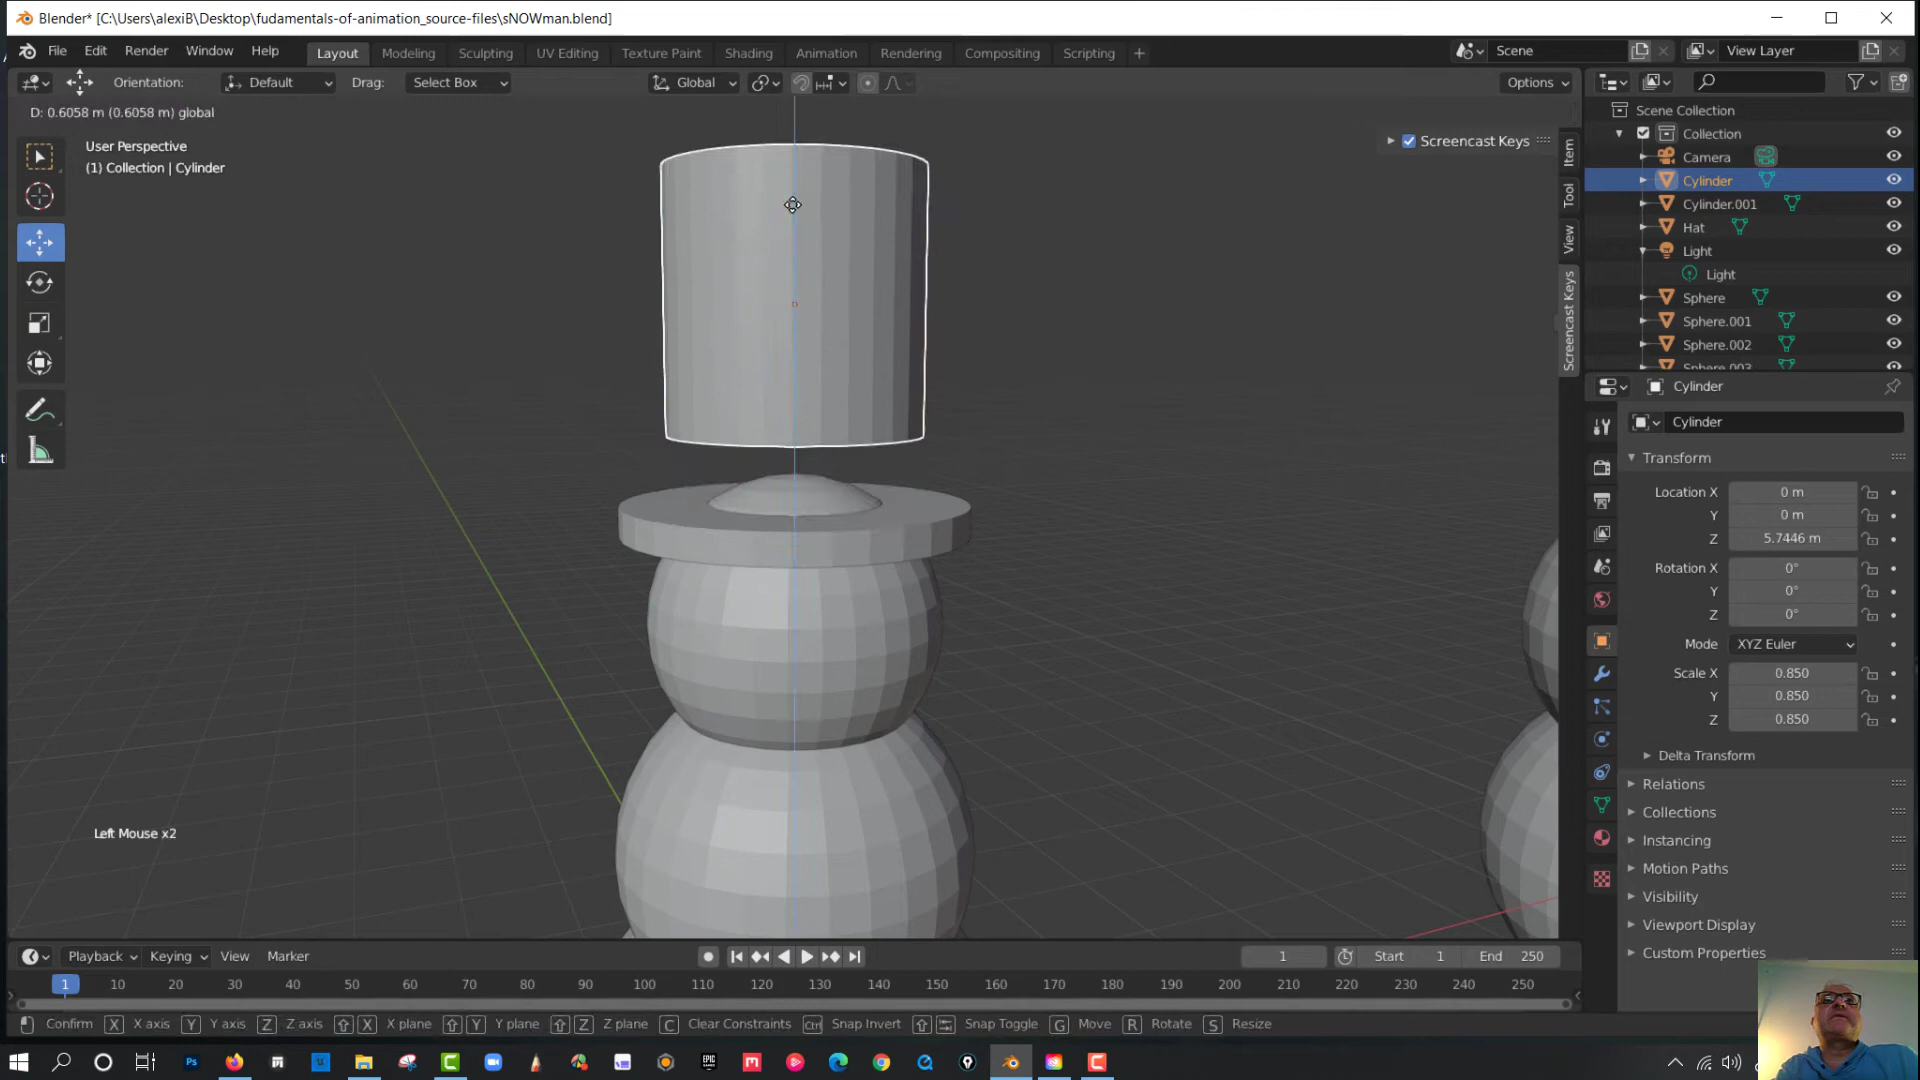 Blender* [C:\Users\alexiB\Desktop\fudamentals-of-animation_source-files\sNOWman.blend]
File Edit Render Window Help Layout Modeling Sculpting UV Editing Texture Paint Shading Animation Rendering Compositing Scripting + Scene View Layer
Orientation: Default Drag: Select Box Global Options
D: 0.6058 m (0.6058 m) global
User Perspective
(1) Collection | Cylinder
Screencast Keys
Item
Tool
View
Screencast Keys
Left Mouse x2
Scene Collection
Collection
Camera
Cylinder
Cylinder.001
Hat
Light
Light
Sphere
Sphere.001
Sphere.002
Sphere.003
Cylinder
Cylinder
Transform
Location X 0 m
Y 0 m
Z 5.7446 m
Rotation X 0°
Y 0°
Z 0°
Mode XYZ Euler
Scale X 0.850
Y 0.850
Z 0.850
Delta Transform
Relations
Collections
Instancing
Motion Paths
Visibility
Viewport Display
Custom Properties
Playback Keying View Marker 1 Start 1 End 250
1 10 20 30 40 50 60 70 80 90 100 110 120 130 140 150 160 170 180 190 200 210 220 230 240 250
Confirm X X axis Y Y axis Z Z axis X X plane Y Y plane Z Z plane C Clear Constraints Ctrl Snap Invert Snap Toggle G Move R Rotate S Resize